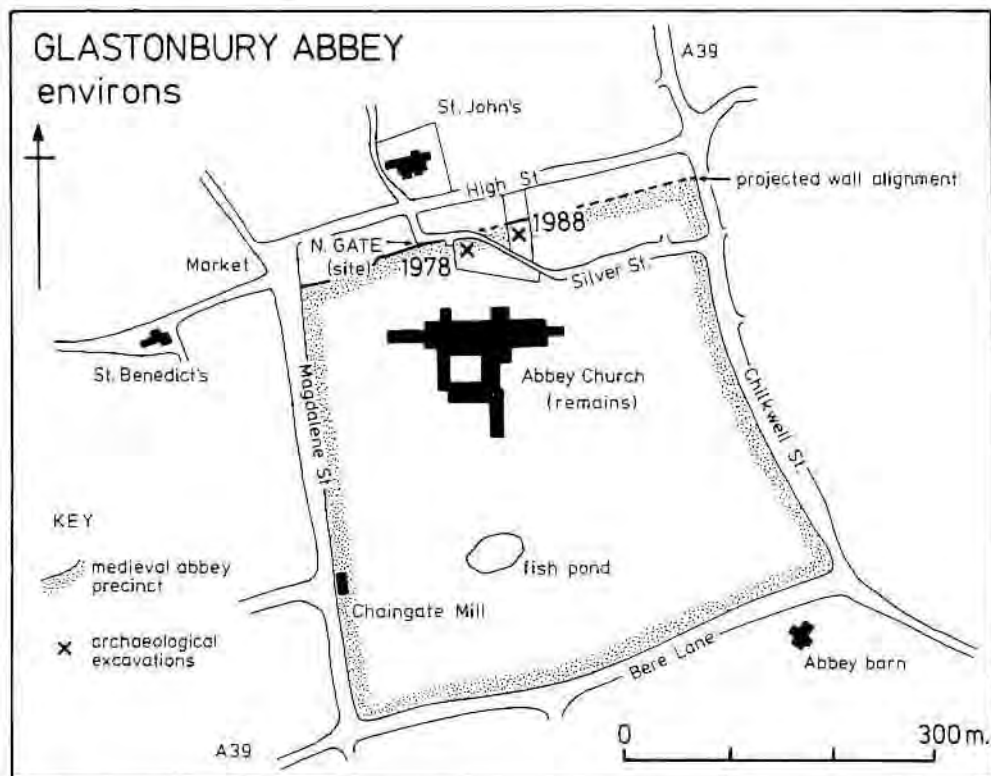 GLASTONBURY ABBEY
environs
A39
St. John's
High St
projected wall alignment
1988
N. GATE
(site)
1978
Market
Silver St.
St. Benedict's
Magdalene St
Abbey Church
(remains)
Chilkwell St.
KEY
medieval abbey
precinct
fish pond
Chaingate Mill
archaeological
excavations
Bere Lane
Abbey barn
A39
0
300 m.